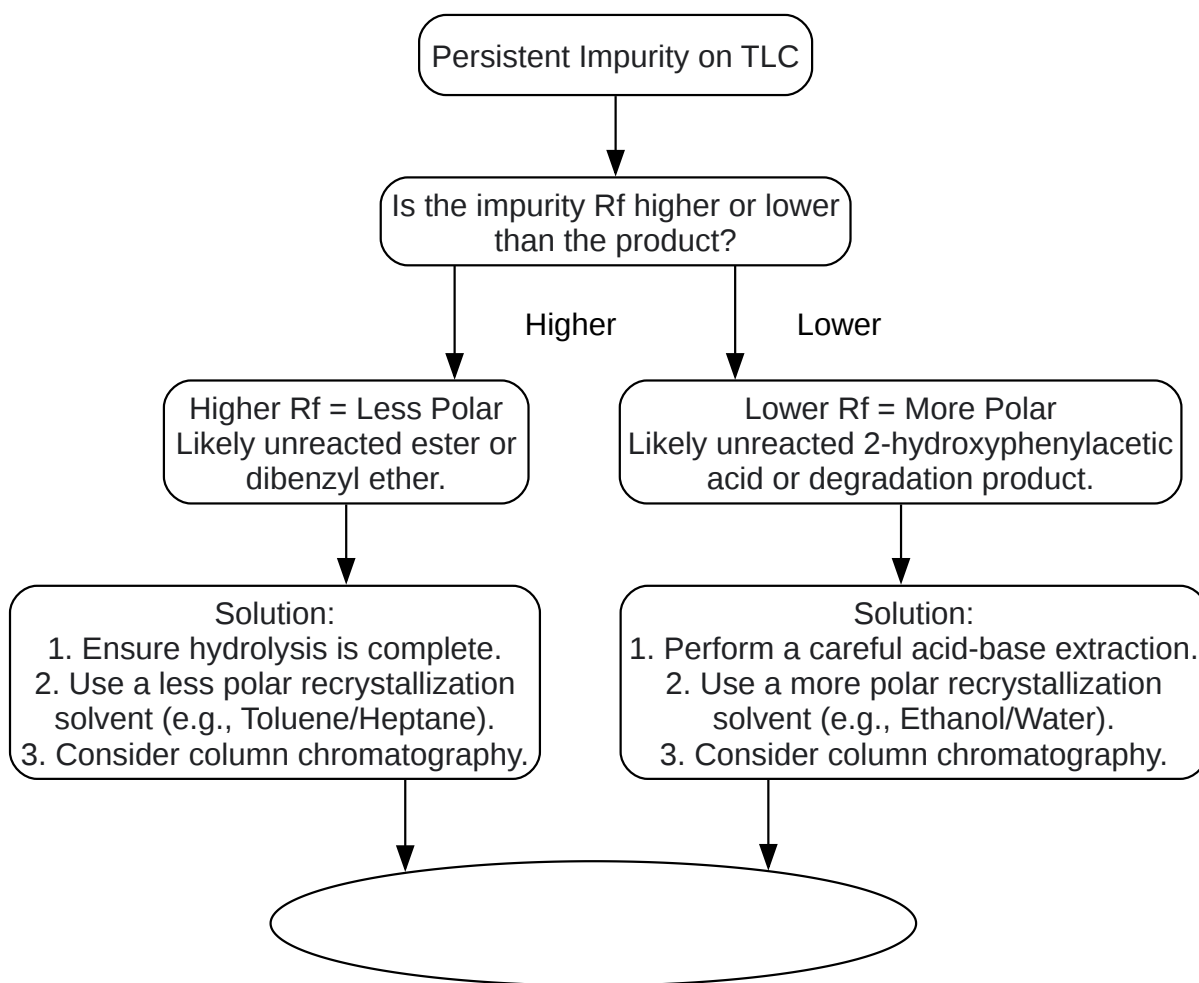 Persistent Impurity on TLC
Is the impurity Rf higher or lower
than the product?
Higher
Lower
Higher Rf = Less Polar
Likely unreacted ester or
dibenzyl ether.
Lower Rf = More Polar
Likely unreacted 2-hydroxyphenylacetic
acid or degradation product.
Solution:
1. Ensure hydrolysis is complete.
2. Use a less polar recrystallization
solvent (e.g., Toluene/Heptane).
3. Consider column chromatography.
Solution:
1. Perform a careful acid-base extraction.
2. Use a more polar recrystallization
solvent (e.g., Ethanol/Water).
3. Consider column chromatography.